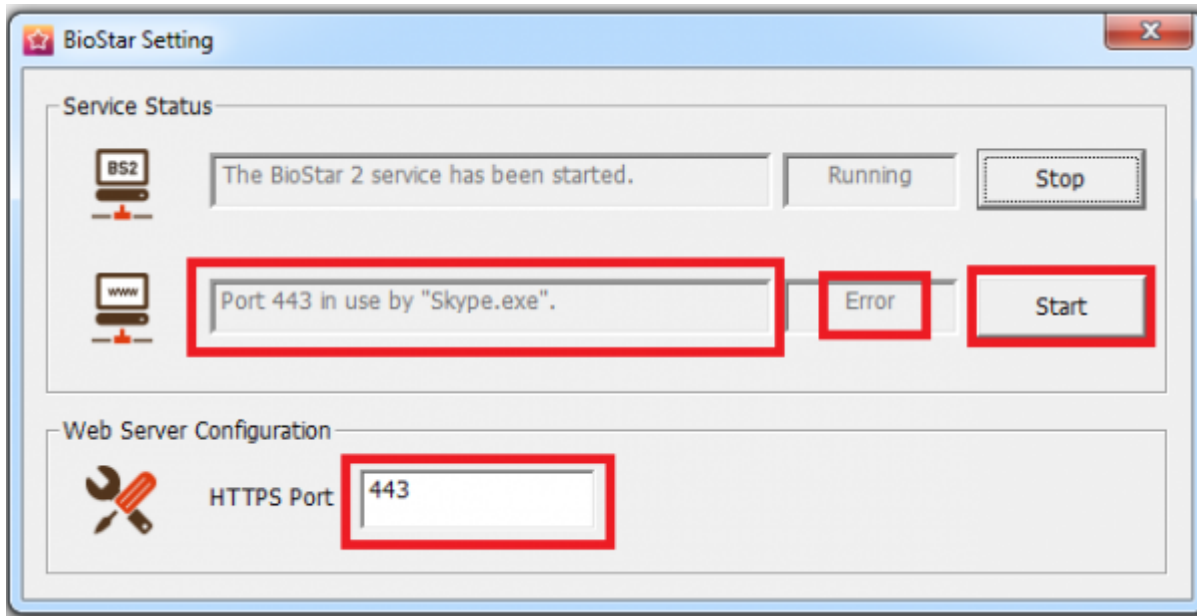 BioStar Setting
Service Status
BS2
The BioStar 2 service has been started.
Running
Stop
www
Port 443 in use by "Skype.exe".
Error
Start
Web Server Configuration
HTTPS Port
443